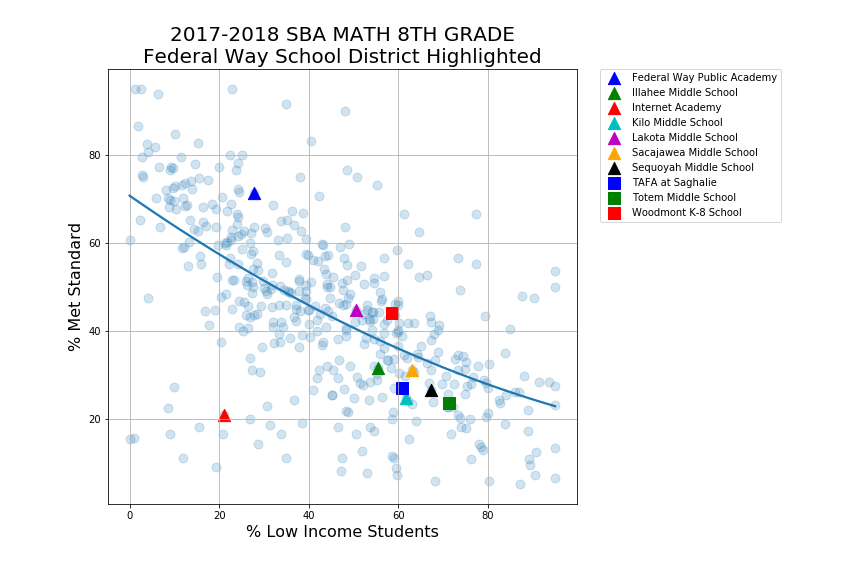 2017-2018 SBA MATH 8TH GRADE
Federal Way School District Highlighted
% Met Standard
80
60
40
20
0
20
40
60
80
% Low Income Students
Federal Way Public Academy
Illahee Middle School
Internet Academy
Kilo Middle School
Lakota Middle School
Sacajawea Middle School
Sequoyah Middle School
TAFA at Saghalie
Totem Middle School
Woodmont K-8 School